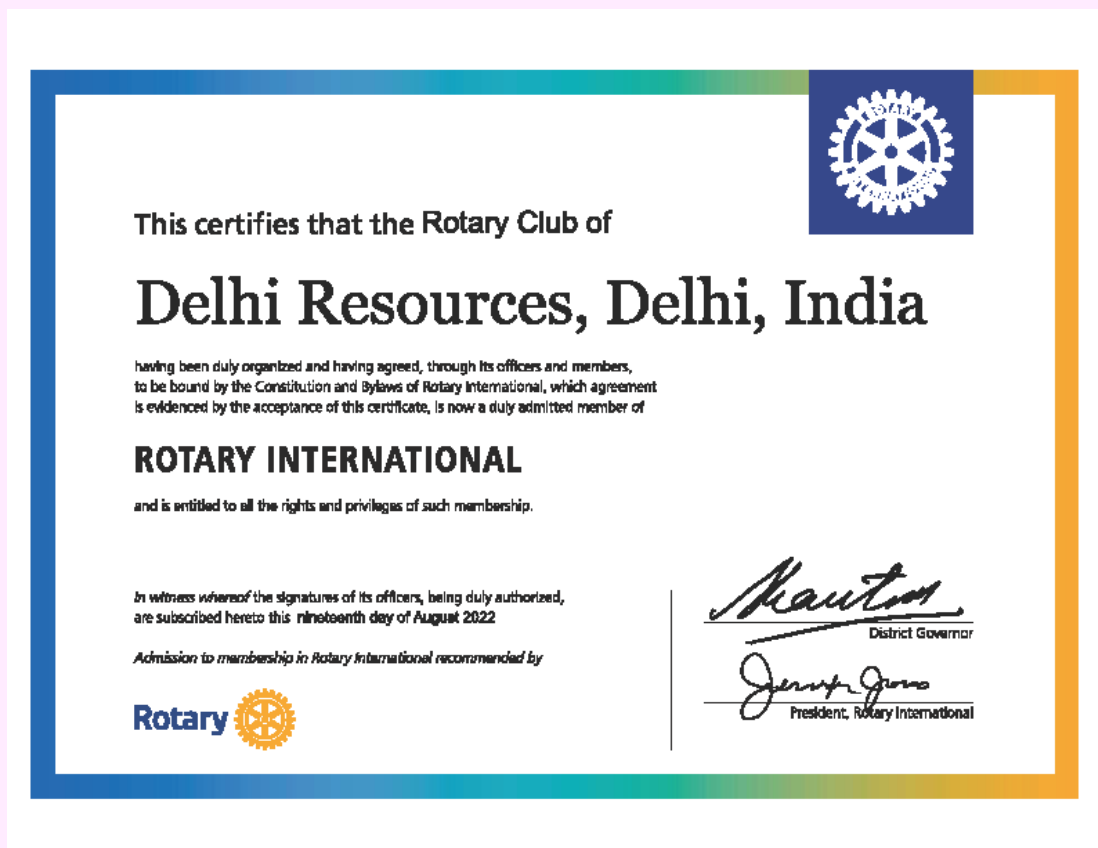 ROTARY
INTERNATIONAL
This certifies that the Rotary Club of
Delhi Resources, Delhi, India
having been duly organized and having agreed, through its officers and members,
to be bound by the Constitution and Bylaws of Rotary International, which agreement
is evidenced by the acceptance of this certificate, is now a duly admitted member of
ROTARY INTERNATIONAL
and is entitled to all the rights and privileges of such membership.
In witness whereof the signatures of its officers, being duly authorized,
are subscribed hereto this nineteenth day of August 2022
Admission to membership in Rotary International recommended by
Rotary
District Governor
President, Rotary International